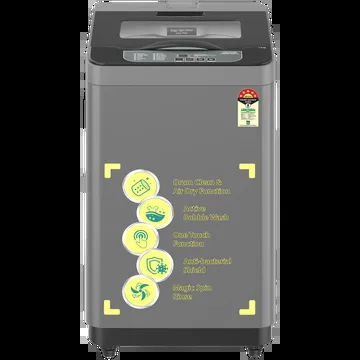 Drum Clean &
Air Dry Function
Active
Bubble Wash
One Touch
Function
Anti-bacterial
Shield
Magic Spin
Rinse